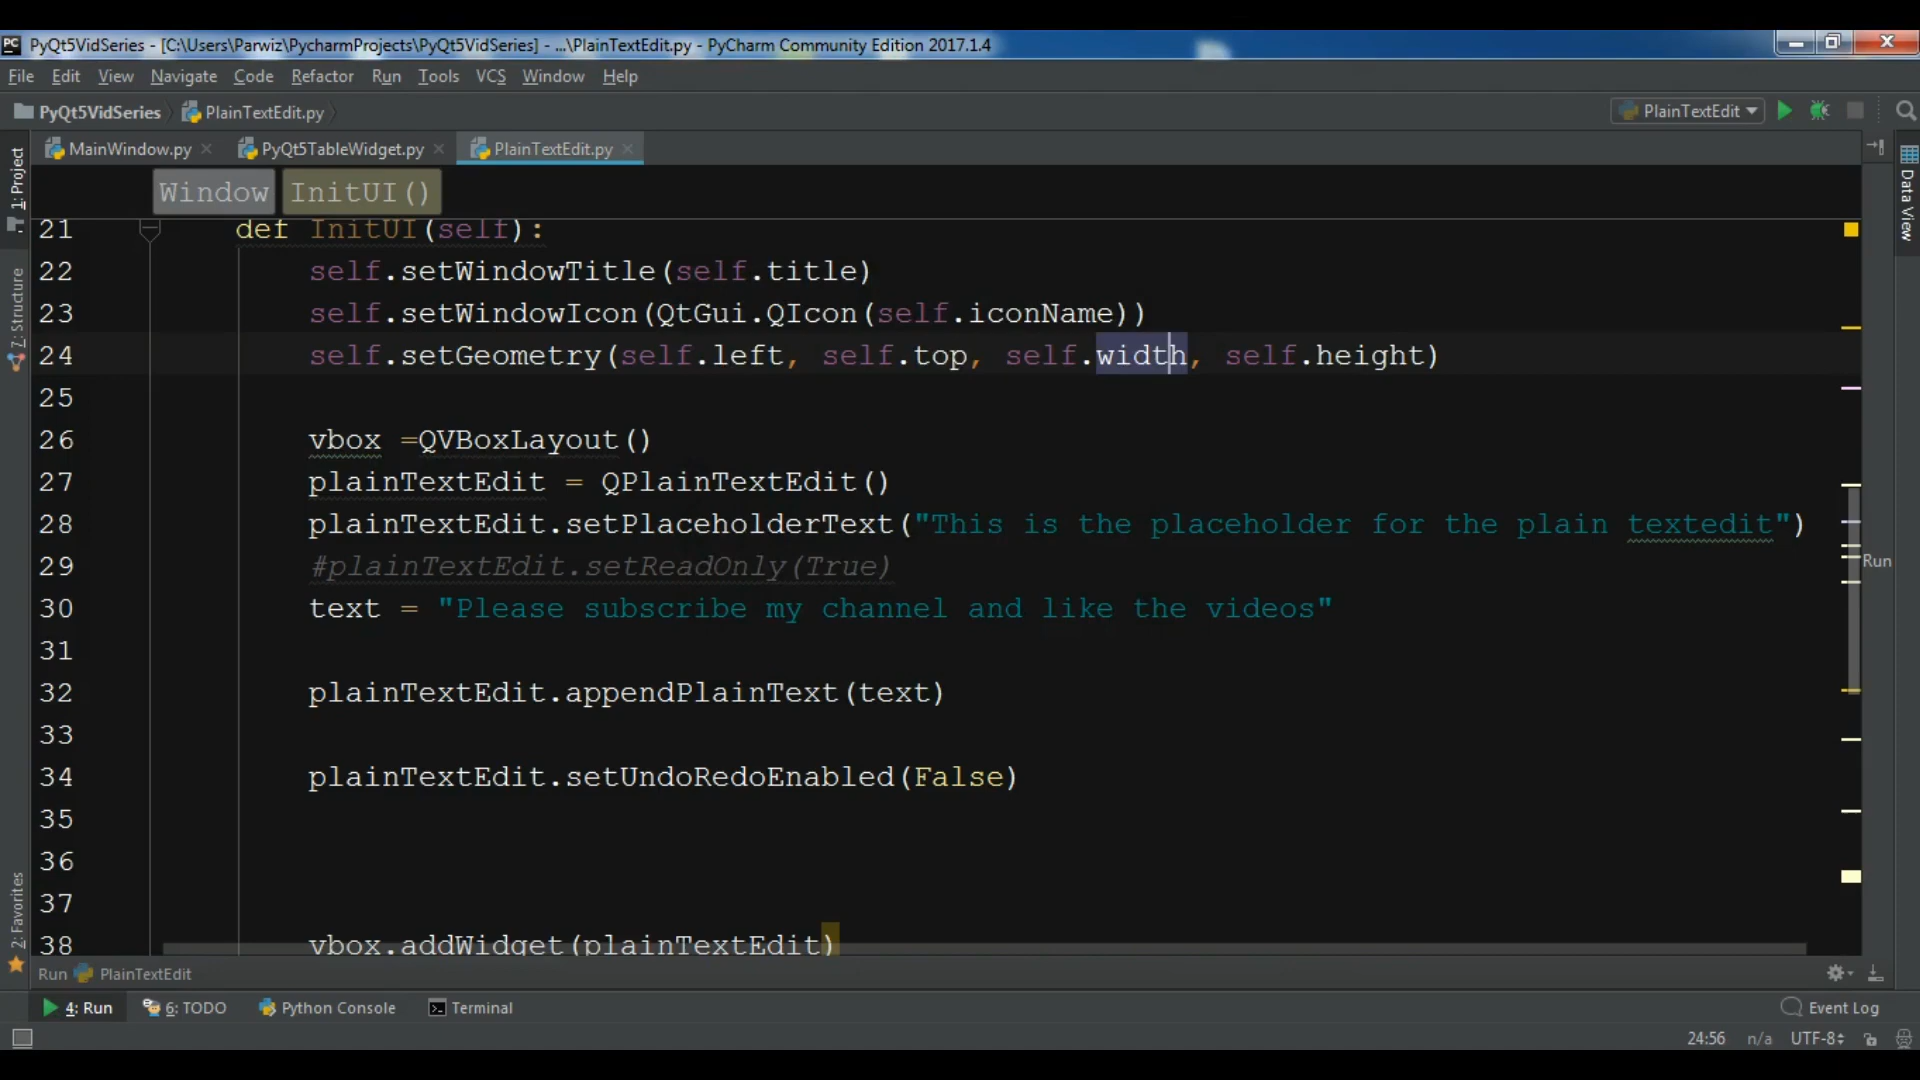 PyQt5VidSeries - [C:\Users\Parwiz\PycharmProjects\PyQt5VidSeries] - ...\PlainTextEdit.py - PyCharm Community Edition 2017.1.4
File Edit View Navigate Code Refactor Run Tools VCS Window Help
PyQt5VidSeries PlainTextEdit.py PlainTextEdit
MainWindow.py PyQt5TableWidget.py PlainTextEdit.py
1: Project
7: Structure
2: Favorites
Data View
Window InitUI()
21 def InitUI(self):
22 self.setWindowTitle(self.title)
23 self.setWindowIcon(QtGui.QIcon(self.iconName))
24 self.setGeometry(self.left, self.top, self.width, self.height)
25
26 vbox =QVBoxLayout()
27 plainTextEdit = QPlainTextEdit()
28 plainTextEdit.setPlaceholderText("This is the placeholder for the plain textedit")
29 #plainTextEdit.setReadOnly(True)
30 text = "Please subscribe my channel and like the videos"
31
32 plainTextEdit.appendPlainText(text)
33
34 plainTextEdit.setUndoRedoEnabled(False)
35
36
37
38 vbox.addWidget(plainTextEdit)
Run
Run PlainTextEdit
4: Run 6: TODO Python Console Terminal Event Log
24:56 n/a UTF-8